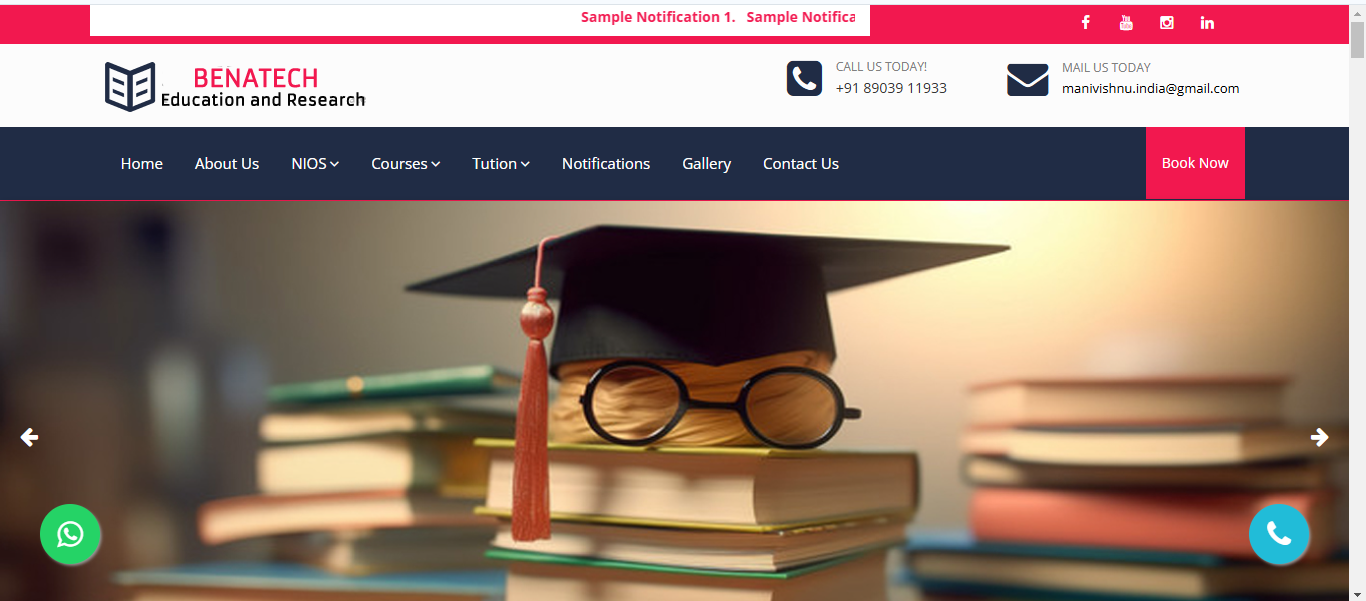 Sample Notification 1. Sample Notifica
BENATECH
Education and Research
CALL US TODAY!
+91 89039 11933
MAIL US TODAY
manivishnu.india@gmail.com
Home About Us NIOS Courses Tution Notifications Gallery Contact Us Book Now